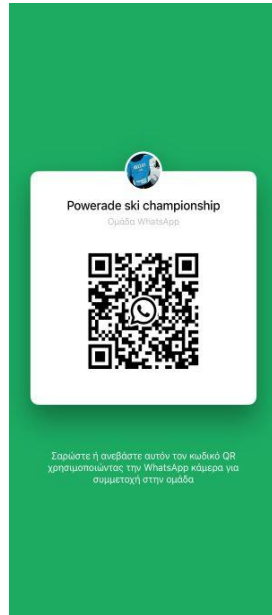 Powerade ski championship
Ομάδα WhatsApp
Σαρώστε ή ανεβάστε αυτόν τον κωδικό QR
χρησιμοποιώντας την WhatsApp κάμερα για
συμμετοχή στην ομάδα